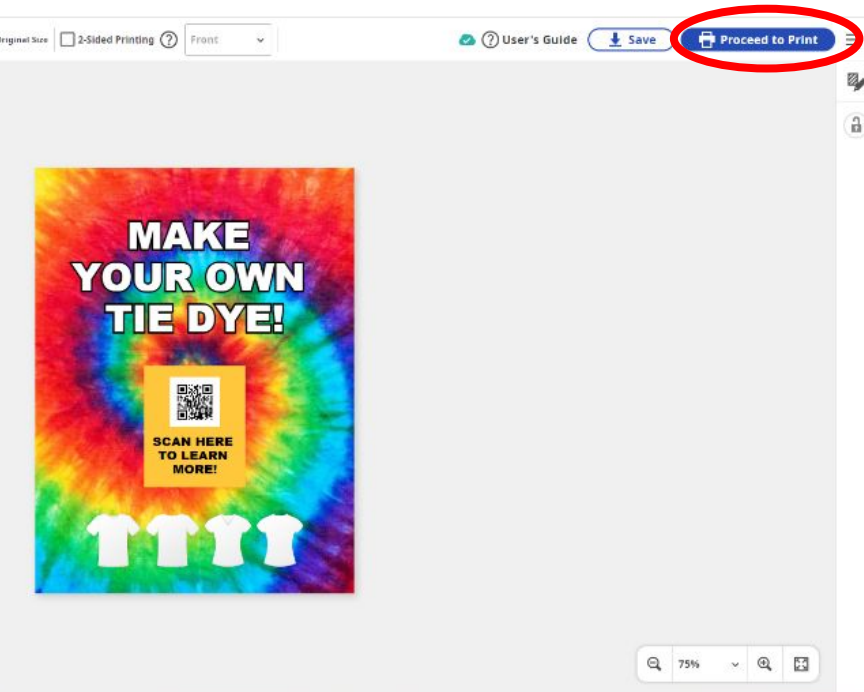 Original Size 2-Sided Printing ? Front ? User's Guide Save Proceed to Print
MAKE
YOUR OWN
TIE DYE!
SCAN HERE
TO LEARN
MORE!
75%